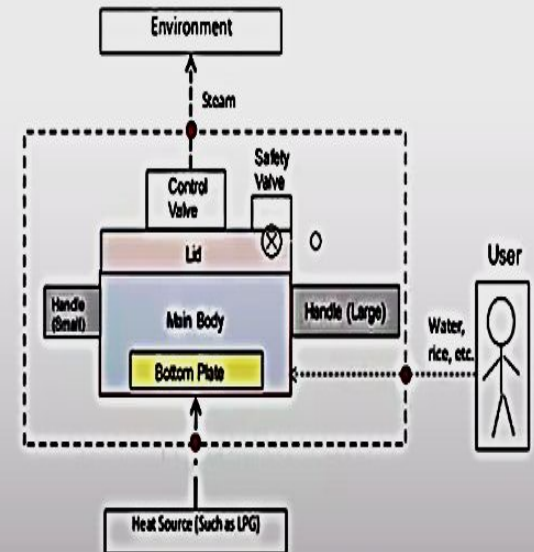 Environment
Steam
Safety
Valve
Control
Valve
Lid
User
Handle
(Small)
Main Body
Handle (Large)
Water,
rice, etc.
Bottom Plate
Heat Source (Such as LPG)